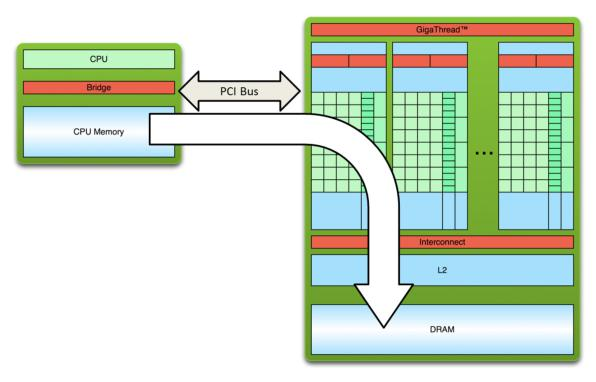 CPU
Bridge
CPU Memory
PCI Bus
GigaThread™
...
Interconnect
L2
DRAM